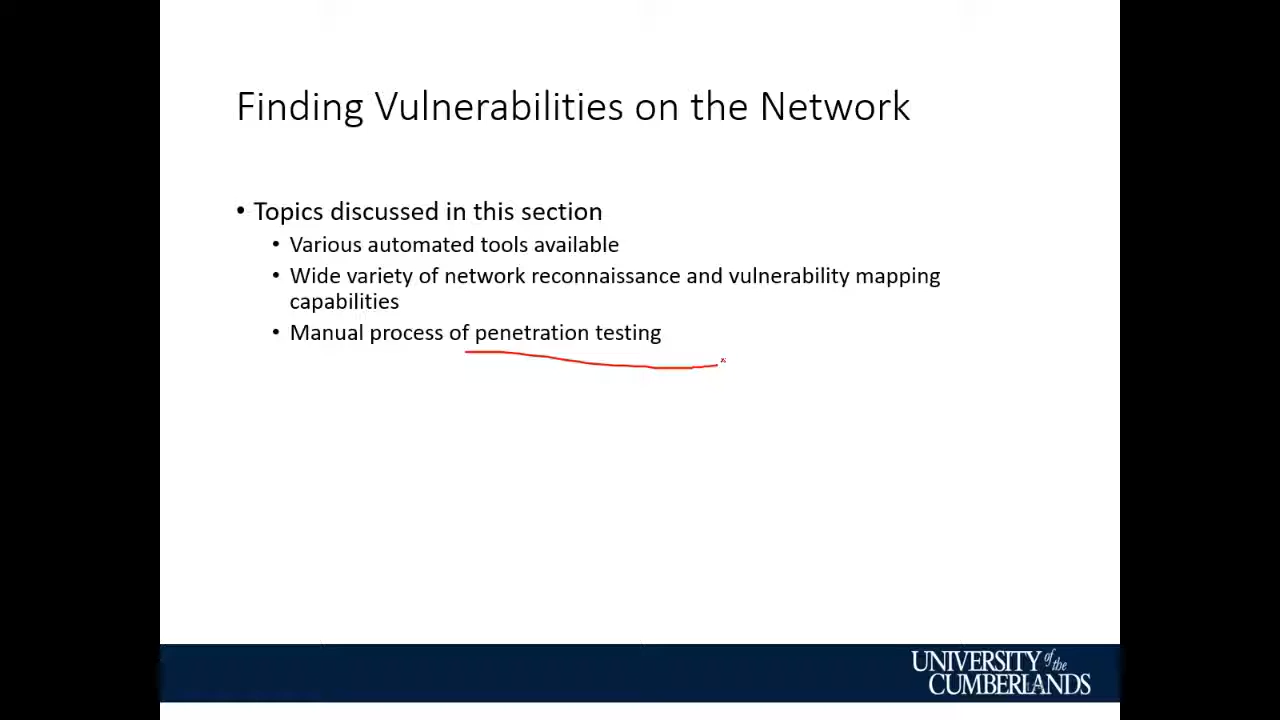 Finding Vulnerabilities on the Network
• Topics discussed in this section
• Various automated tools available
• Wide variety of network reconnaissance and vulnerability mapping
capabilities
• Manual process of penetration testing
UNIVERSITY of the
CUMBERLANDS